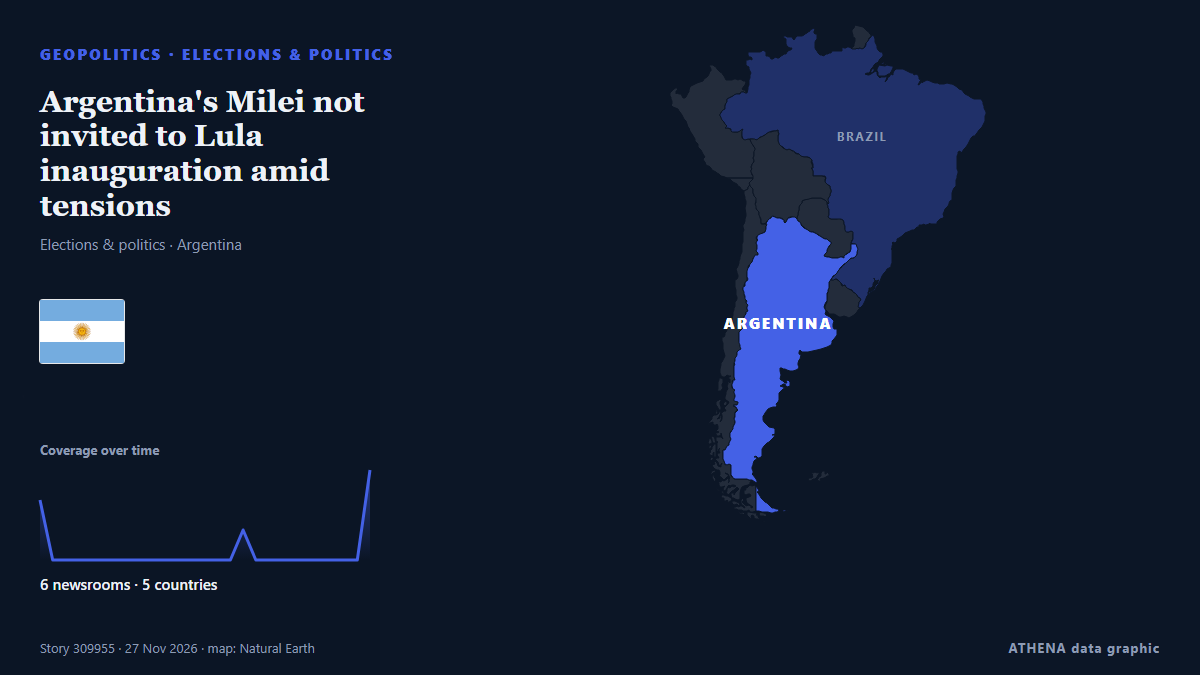 GEOPOLITICS · ELECTIONS & POLITICS
Argentina's Milei not
invited to Lula
inauguration amid
tensions
Elections & politics · Argentina
BRAZIL
ARGENTINA
Coverage over time
6 newsrooms · 5 countries
Story 309955 · 27 Nov 2026 · map: Natural Earth
ATHENA data graphic